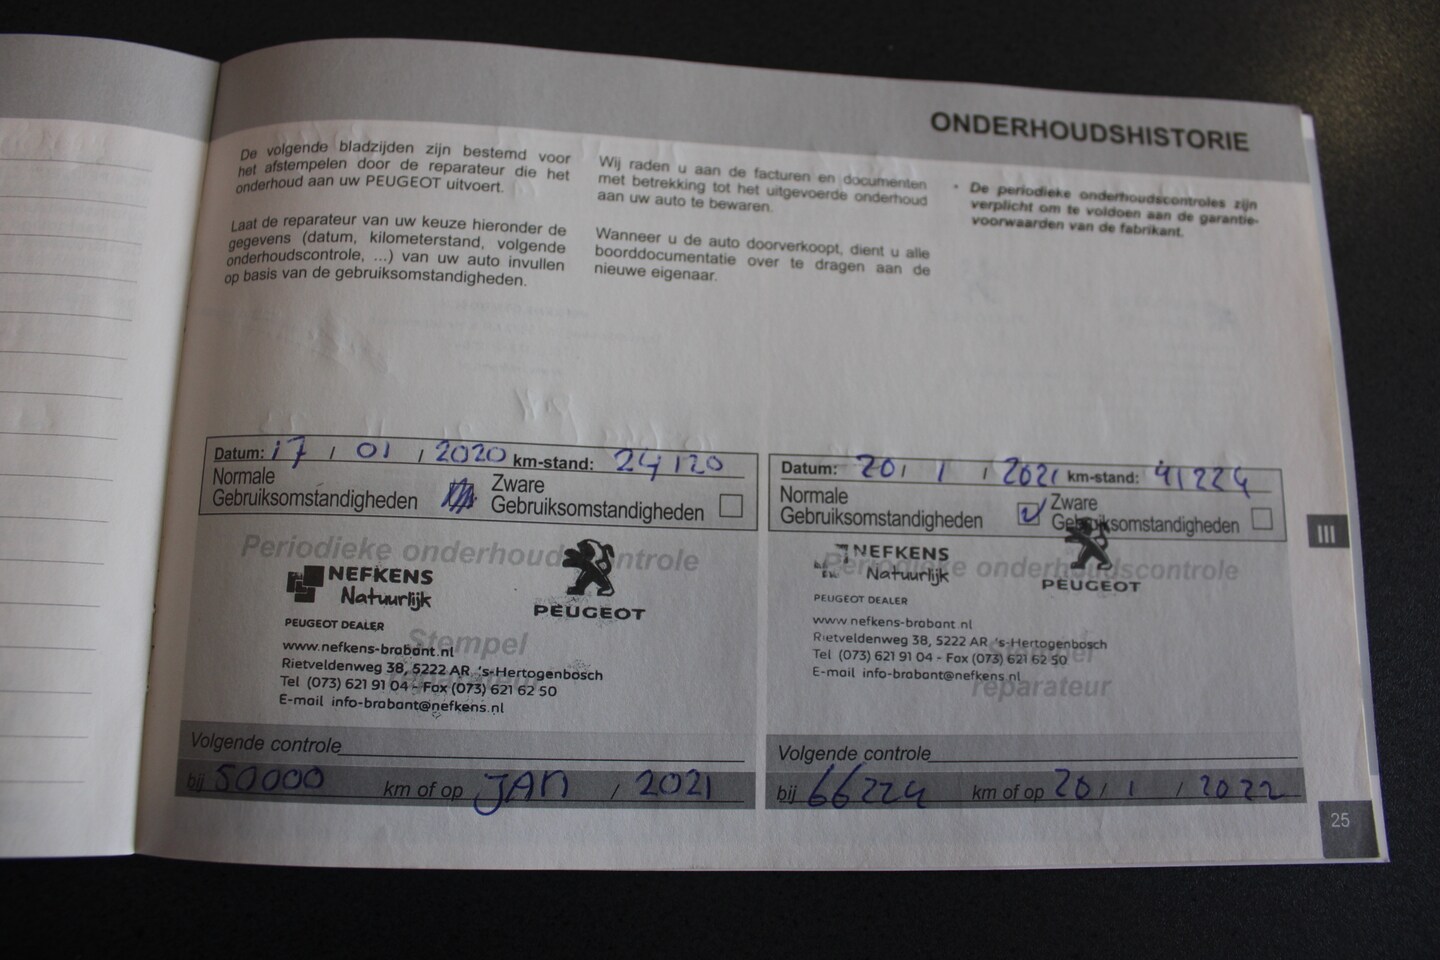 ONDERHOUDSHISTORIE
De volgende bladzijden zijn bestemd voor
het afstempelen door de reparateur die het
onderhoud aan uw PEUGEOT uitvoert.
Laat de reparateur van uw keuze hieronder de
gegevens (datum, kilometerstand, volgende
onderhoudscontrole, ...) van uw auto invullen
op basis van de gebruiksomstandigheden.
Wij raden u aan de facturen en documenten
met betrekking tot het uitgevoerde onderhoud
aan uw auto te bewaren.
Wanneer u de auto doorverkoopt, dient u alle
boorddocumentatie over te dragen aan de
nieuwe eigenaar.
• De periodieke onderhoudscontroles zijn
verplicht om te voldoen aan de garantie-
voorwaarden van de fabrikant.
Datum: 17 / 01 / 2020 km-stand: 24120
Normale
Gebruiksomstandigheden
Zware
Gebruiksomstandigheden
Periodieke onderhoudscontrole
NEFKENS
Natuurlijk
PEUGEOT
PEUGEOT DEALER
Stempel
reparateur
www.nefkens-brabant.nl
Rietveldenweg 38, 5222 AR 's-Hertogenbosch
Tel (073) 621 91 04 - Fax (073) 621 62 50
E-mail info-brabant@nefkens.nl
Volgende controle
bij 50000 km of op JAN / 2021
Datum: 20 / 1 / 2021 km-stand: 41224
Normale
Gebruiksomstandigheden
Zware
Gebruiksomstandigheden
Periodieke onderhoudscontrole
NEFKENS
Natuurlijk
PEUGEOT
PEUGEOT DEALER
Stempel
reparateur
www.nefkens-brabant.nl
Rietveldenweg 38, 5222 AR 's-Hertogenbosch
Tel (073) 621 91 04 - Fax (073) 621 62 50
E-mail info-brabant@nefkens.nl
Volgende controle
bij 66224 km of op 20 / 1 / 2022
III
25